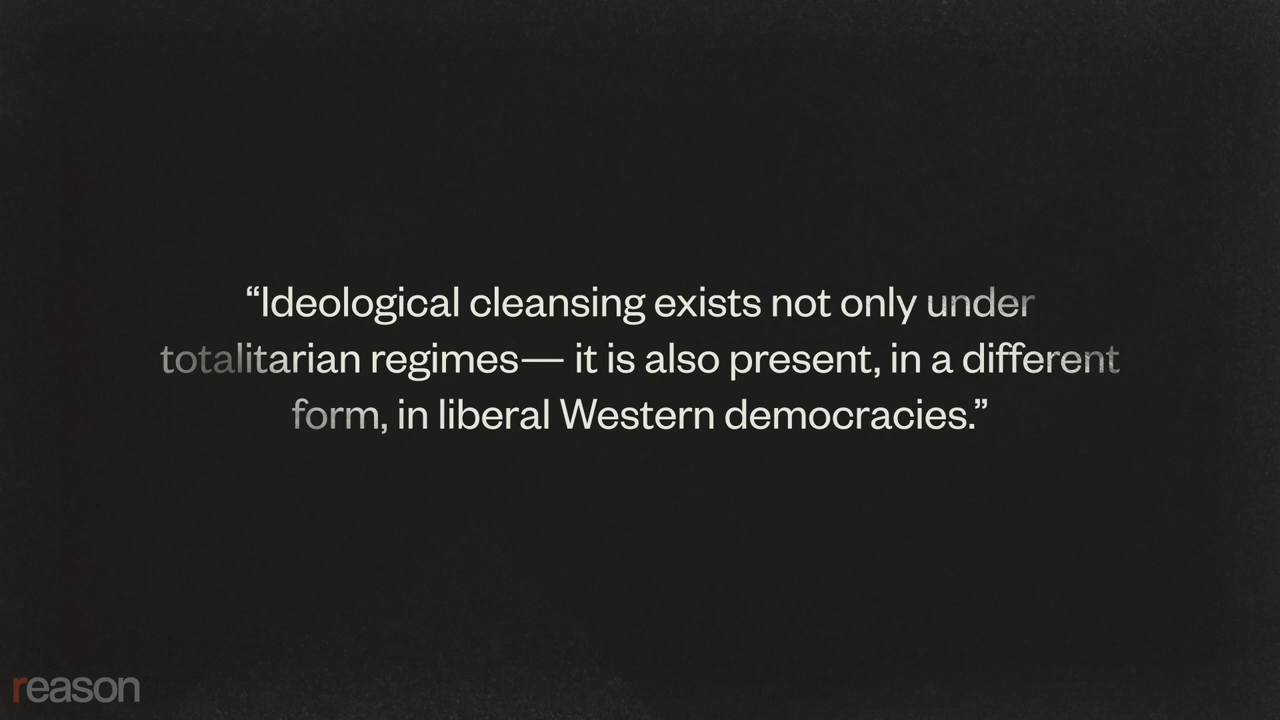 “Ideological cleansing exists not only under
totalitarian regimes— it is also present, in a different
form, in liberal Western democracies.”
reason